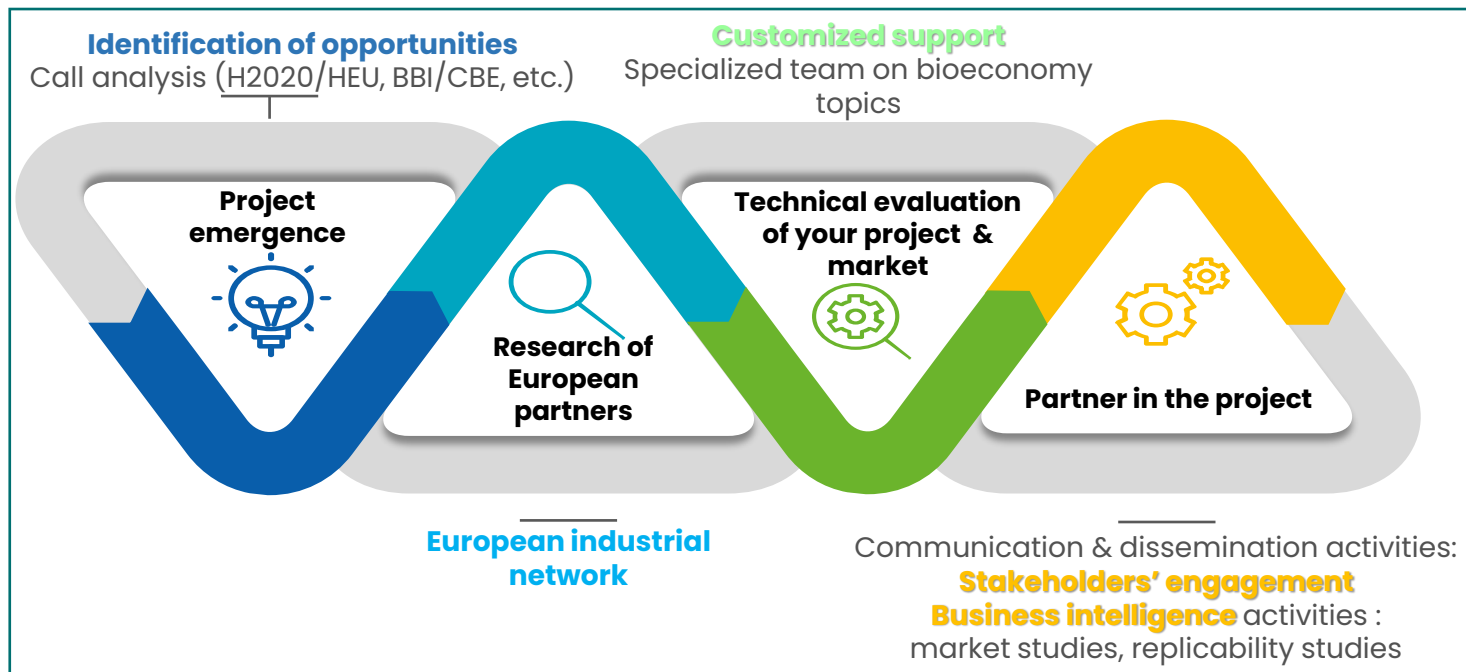 Identification of opportunities
Call analysis (H2020/HEU, BBI/CBE, etc.)
Customized support
Specialized team on bioeconomy
topics
Project
emergence
Research of
European
partners
Technical evaluation
of your project &
market
Partner in the project
European industrial
network
Communication & dissemination activities:
Stakeholders’ engagement
Business intelligence activities :
market studies, replicability studies